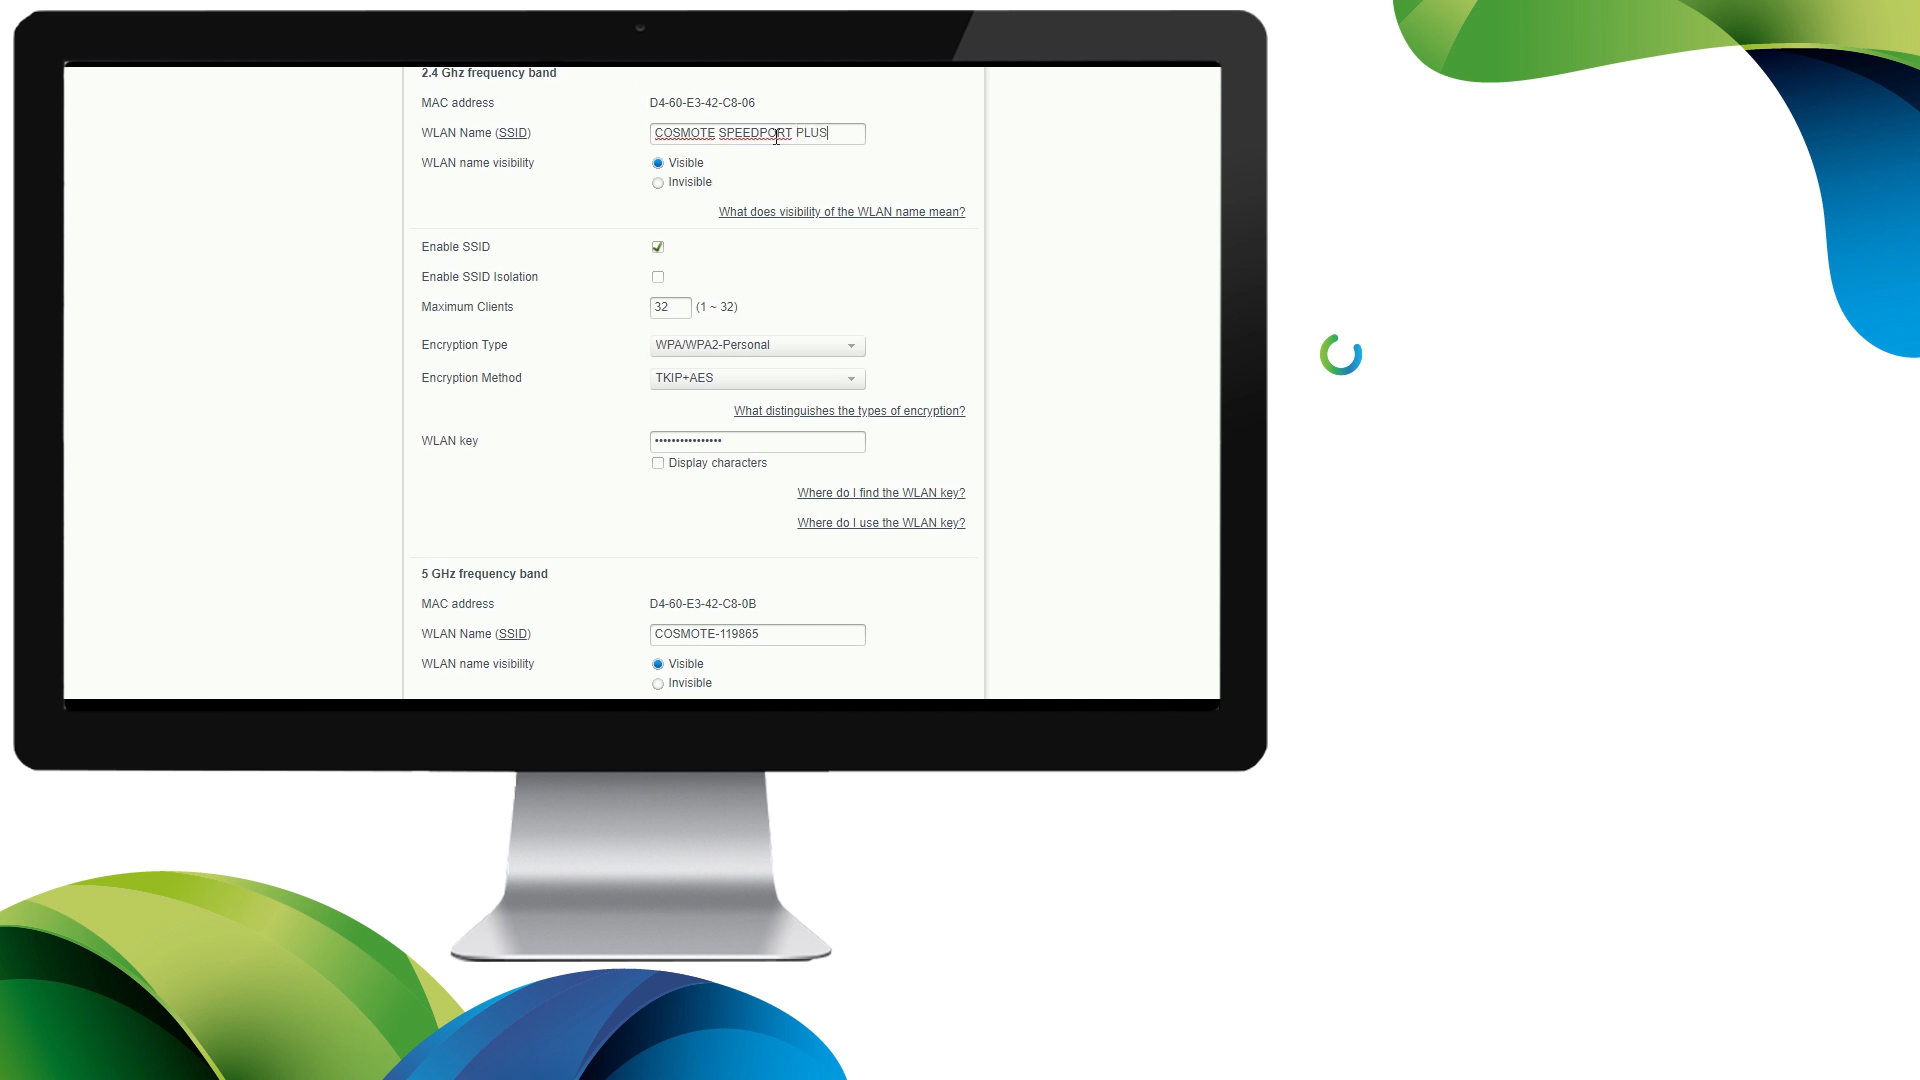 2.4 Ghz frequency band
MAC address D4-60-E3-42-C8-06
WLAN Name (SSID) COSMOTE SPEEDPORT PLUS
WLAN name visibility Visible
Invisible
What does visibility of the WLAN name mean?
Enable SSID
Enable SSID Isolation
Maximum Clients 32 (1 ~ 32)
Encryption Type WPA/WPA2-Personal
Encryption Method TKIP+AES
What distinguishes the types of encryption?
WLAN key ••••••••••••••••
Display characters
Where do I find the WLAN key?
Where do I use the WLAN key?
5 GHz frequency band
MAC address D4-60-E3-42-C8-0B
WLAN Name (SSID) COSMOTE-119865
WLAN name visibility Visible
Invisible